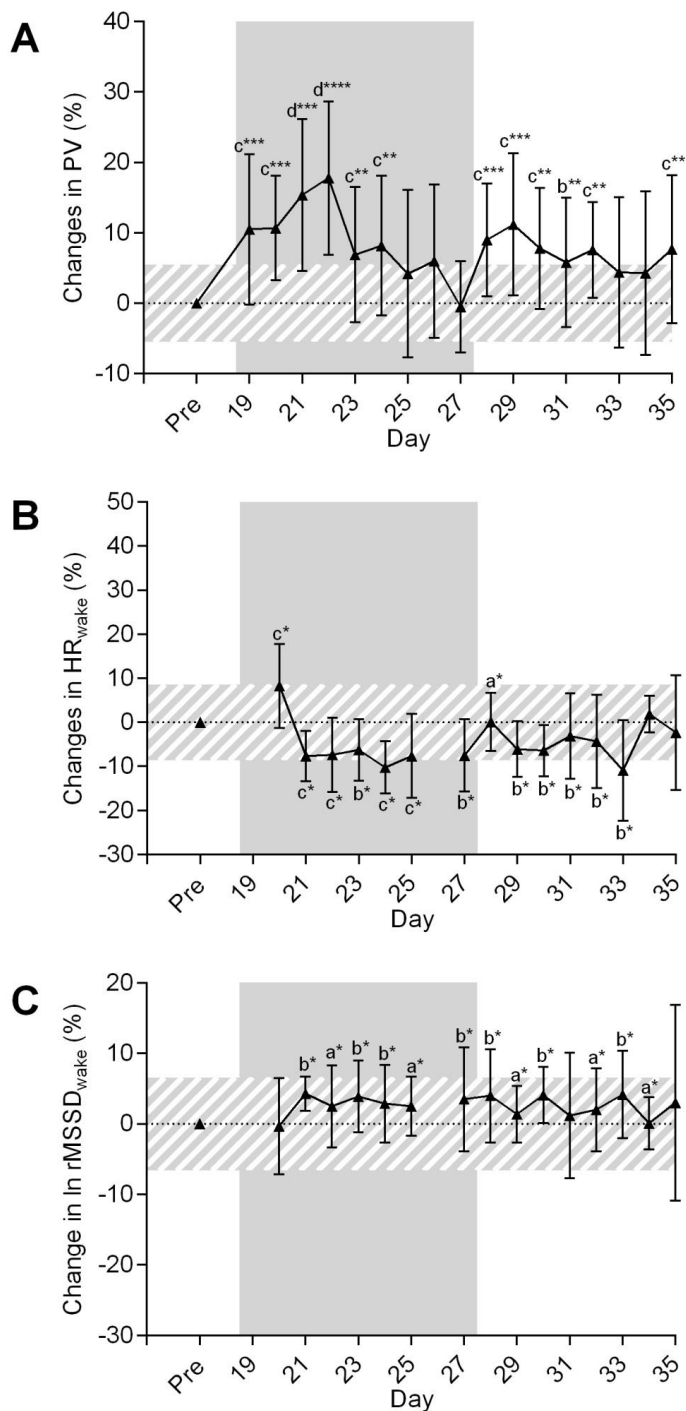 A
Changes in PV (%)
40
30
20
10
0
-10
c***
c***
d***
d****
c**
c**
c***
c***
c**
b**
c**
c**
Pre
19
21
23
25
27
29
31
33
35
Day
B
Changes in HRwake (%)
50
40
30
20
10
0
-10
-20
-30
c*
c*
c*
b*
c*
c*
b*
a*
b*
b*
b*
b*
b*
Pre
19
21
23
25
27
29
31
33
35
Day
C
Change in ln rMSSDwake (%)
20
10
0
-10
-20
-30
b*
a*
b*
b*
a*
b*
b*
a*
b*
a*
b*
a*
Pre
19
21
23
25
27
29
31
33
35
Day